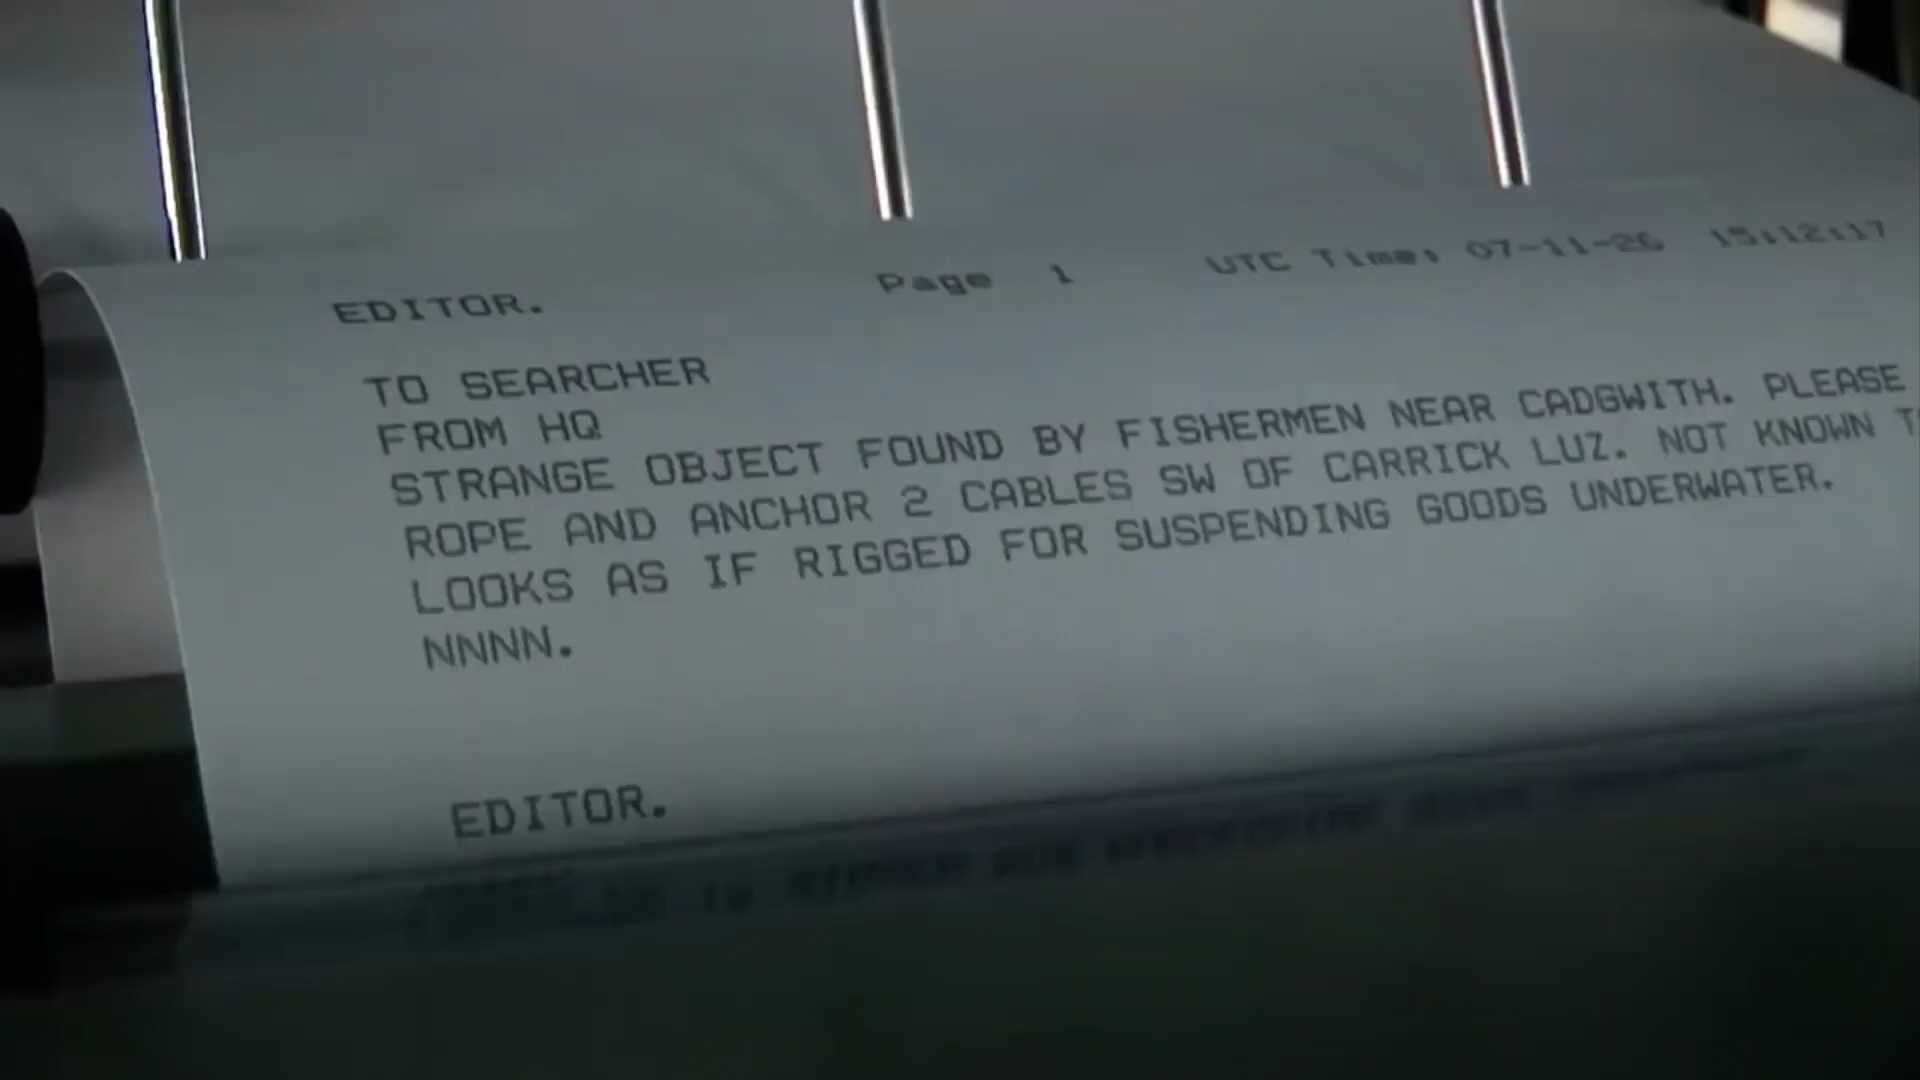 EDITOR. Page 1 UTC Time: 07-11-26 15:12:17
TO SEARCHER
FROM HQ
STRANGE OBJECT FOUND BY FISHERMEN NEAR CADGWITH. PLEASE
ROPE AND ANCHOR 2 CABLES SW OF CARRICK LUZ. NOT KNOWN
LOOKS AS IF RIGGED FOR SUSPENDING GOODS UNDERWATER.
NNNN.
EDITOR.